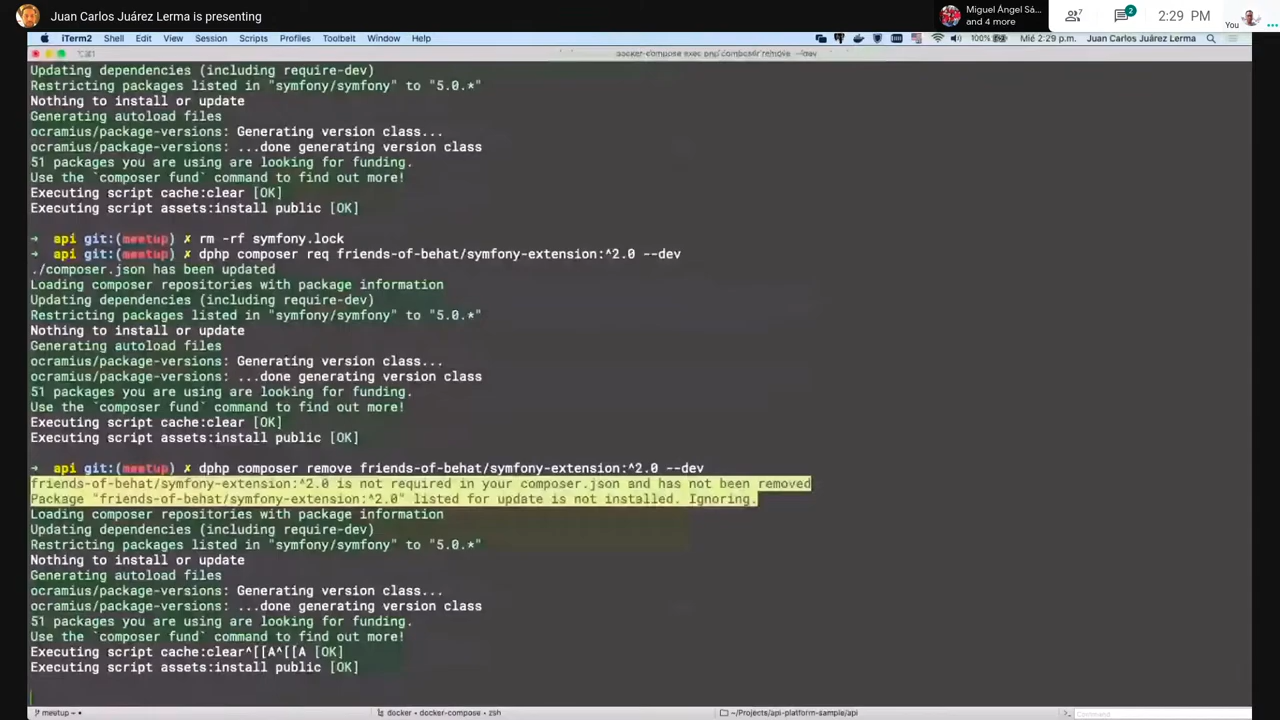 Juan Carlos Juárez Lerma is presenting
Miguel Ángel Sá...
and 4 more
7
2
2:29 PM
You
iTerm2 Shell Edit View Session Scripts Profiles Toolbelt Window Help
100% Mié 2:29 p.m. Juan Carlos Juárez Lerma
docker-compose exec php composer remove --dev
Updating dependencies (including require-dev)
Restricting packages listed in "symfony/symfony" to "5.0.*"
Nothing to install or update
Generating autoload files
ocramius/package-versions: Generating version class...
ocramius/package-versions: ...done generating version class
51 packages you are using are looking for funding.
Use the `composer fund` command to find out more!
Executing script cache:clear [OK]
Executing script assets:install public [OK]
➜ api git:(meetup) ✗ rm -rf symfony.lock
➜ api git:(meetup) ✗ dphp composer req friends-of-behat/symfony-extension:^2.0 --dev
./composer.json has been updated
Loading composer repositories with package information
Updating dependencies (including require-dev)
Restricting packages listed in "symfony/symfony" to "5.0.*"
Nothing to install or update
Generating autoload files
ocramius/package-versions: Generating version class...
ocramius/package-versions: ...done generating version class
51 packages you are using are looking for funding.
Use the `composer fund` command to find out more!
Executing script cache:clear [OK]
Executing script assets:install public [OK]
➜ api git:(meetup) ✗ dphp composer remove friends-of-behat/symfony-extension:^2.0 --dev
friends-of-behat/symfony-extension:^2.0 is not required in your composer.json and has not been removed
Package "friends-of-behat/symfony-extension:^2.0" listed for update is not installed. Ignoring.
Loading composer repositories with package information
Updating dependencies (including require-dev)
Restricting packages listed in "symfony/symfony" to "5.0.*"
Nothing to install or update
Generating autoload files
ocramius/package-versions: Generating version class...
ocramius/package-versions: ...done generating version class
51 packages you are using are looking for funding.
Use the `composer fund` command to find out more!
Executing script cache:clear^[[A^[[A [OK]
Executing script assets:install public [OK]
meetup docker • docker-compose • zsh ~/Projects/api-platform-sample/api Command